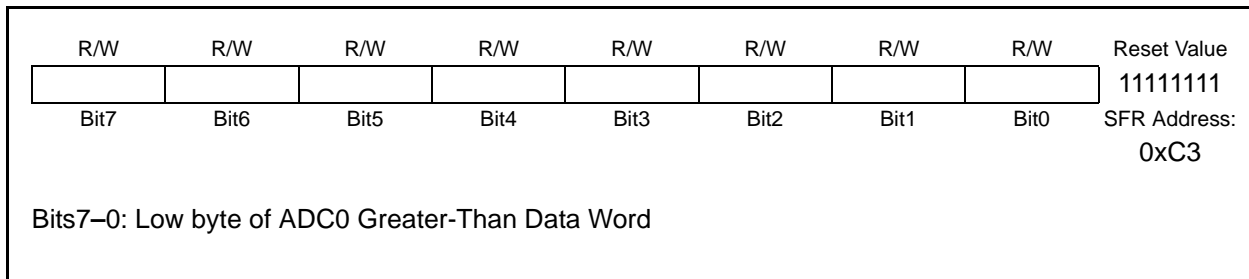 R/W R/W R/W R/W R/W R/W R/W R/W Reset Value
11111111
Bit7 Bit6 Bit5 Bit4 Bit3 Bit2 Bit1 Bit0 SFR Address:
0xC3
Bits7–0: Low byte of ADC0 Greater-Than Data Word